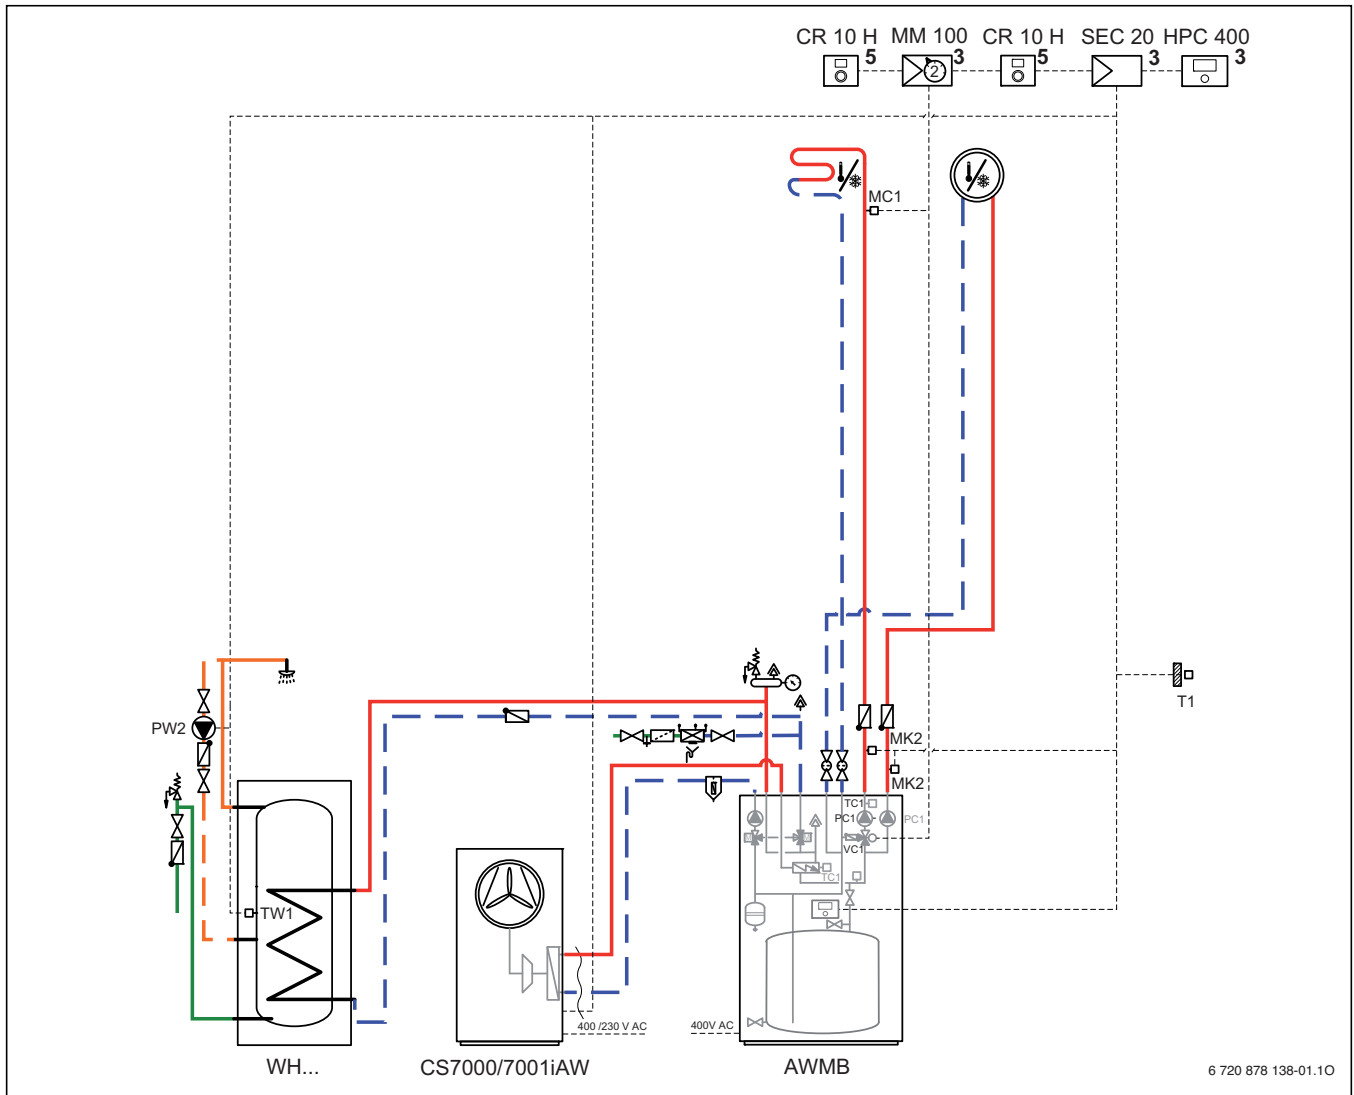 CR 10 H MM 100 CR 10 H SEC 20 HPC 400
5 3 5 3 3
2
MC1
PW2
T1
MK2
MK2
TC1
PC1 PC1
M M
VC1
TC1
TW1
400 /230 V AC
400V AC
WH...
CS7000/7001iAW
AWMB
6 720 878 138-01.1O